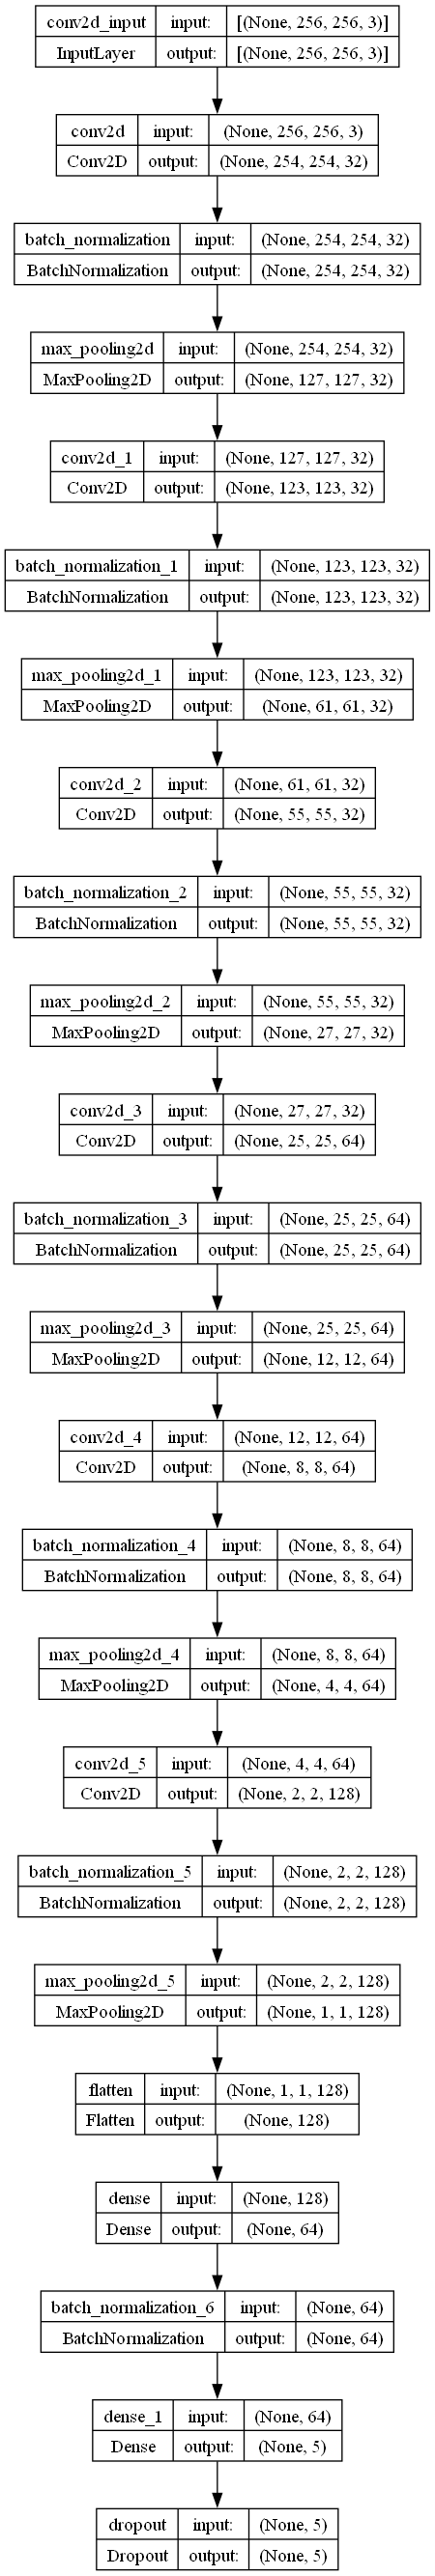 conv2d_input input: [(None, 256, 256, 3)]
InputLayer output: [(None, 256, 256, 3)]
conv2d input: (None, 256, 256, 3)
Conv2D output: (None, 254, 254, 32)
batch_normalization input: (None, 254, 254, 32)
BatchNormalization output: (None, 254, 254, 32)
max_pooling2d input: (None, 254, 254, 32)
MaxPooling2D output: (None, 127, 127, 32)
conv2d_1 input: (None, 127, 127, 32)
Conv2D output: (None, 123, 123, 32)
batch_normalization_1 input: (None, 123, 123, 32)
BatchNormalization output: (None, 123, 123, 32)
max_pooling2d_1 input: (None, 123, 123, 32)
MaxPooling2D output: (None, 61, 61, 32)
conv2d_2 input: (None, 61, 61, 32)
Conv2D output: (None, 55, 55, 32)
batch_normalization_2 input: (None, 55, 55, 32)
BatchNormalization output: (None, 55, 55, 32)
max_pooling2d_2 input: (None, 55, 55, 32)
MaxPooling2D output: (None, 27, 27, 32)
conv2d_3 input: (None, 27, 27, 32)
Conv2D output: (None, 25, 25, 64)
batch_normalization_3 input: (None, 25, 25, 64)
BatchNormalization output: (None, 25, 25, 64)
max_pooling2d_3 input: (None, 25, 25, 64)
MaxPooling2D output: (None, 12, 12, 64)
conv2d_4 input: (None, 12, 12, 64)
Conv2D output: (None, 8, 8, 64)
batch_normalization_4 input: (None, 8, 8, 64)
BatchNormalization output: (None, 8, 8, 64)
max_pooling2d_4 input: (None, 8, 8, 64)
MaxPooling2D output: (None, 4, 4, 64)
conv2d_5 input: (None, 4, 4, 64)
Conv2D output: (None, 2, 2, 128)
batch_normalization_5 input: (None, 2, 2, 128)
BatchNormalization output: (None, 2, 2, 128)
max_pooling2d_5 input: (None, 2, 2, 128)
MaxPooling2D output: (None, 1, 1, 128)
flatten input: (None, 1, 1, 128)
Flatten output: (None, 128)
dense input: (None, 128)
Dense output: (None, 64)
batch_normalization_6 input: (None, 64)
BatchNormalization output: (None, 64)
dense_1 input: (None, 64)
Dense output: (None, 5)
dropout input: (None, 5)
Dropout output: (None, 5)